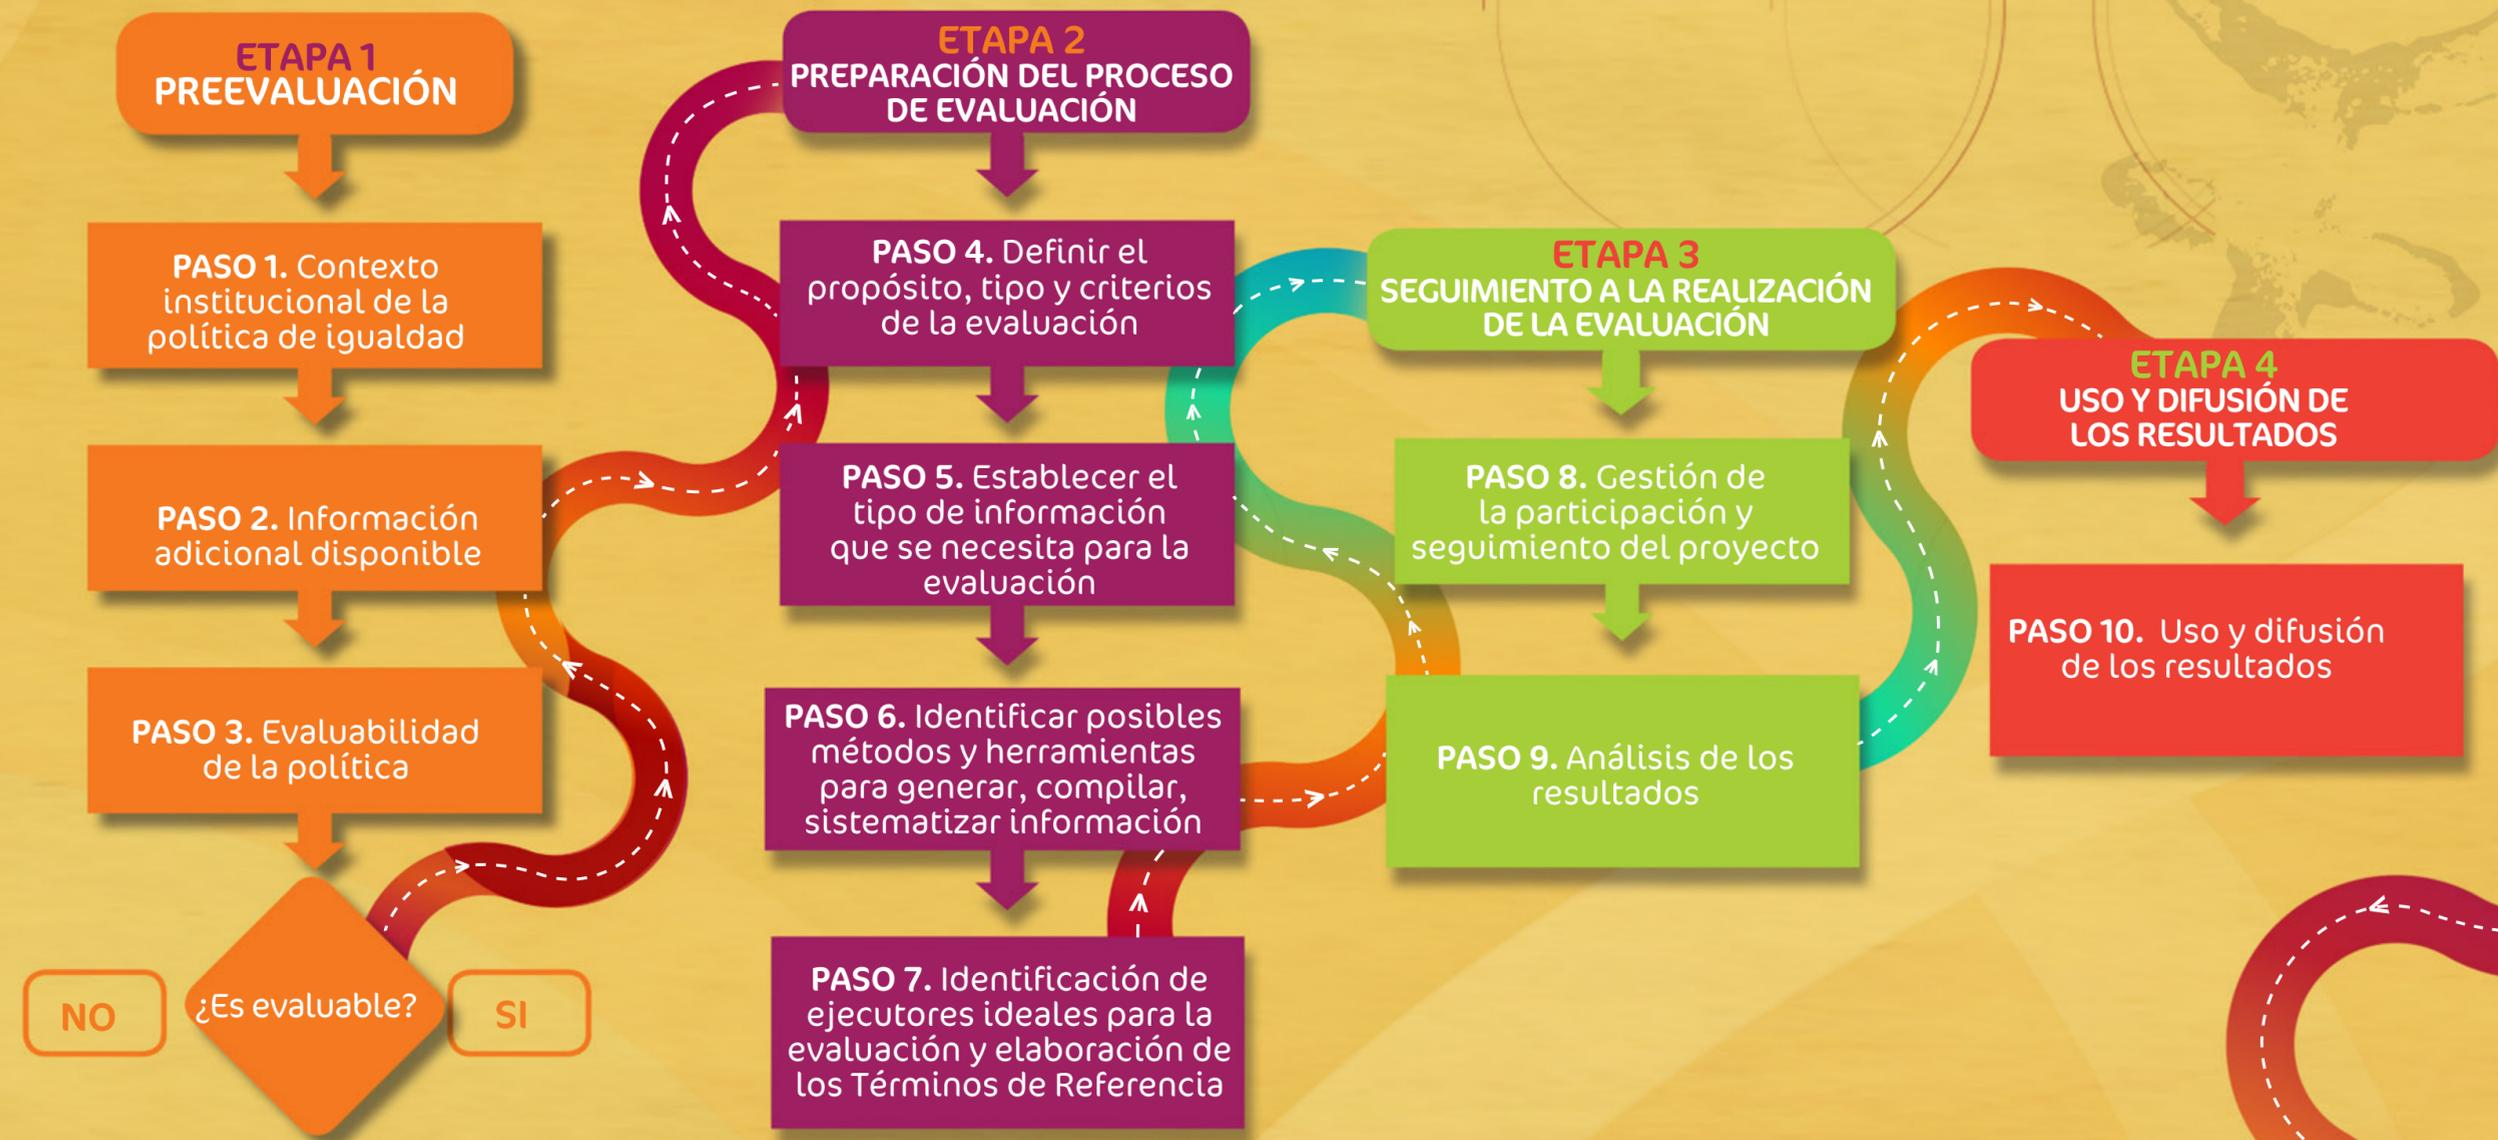 ETAPA 1
PREEVALUACIÓN
PASO 1. Contexto
institucional de la
política de igualdad
PASO 2. Información
adicional disponible
PASO 3. Evaluabilidad
de la política
¿Es evaluable?
NO
SI
ETAPA 2
PREPARACIÓN DEL PROCESO
DE EVALUACIÓN
PASO 4. Definir el
propósito, tipo y criterios
de la evaluación
PASO 5. Establecer el
tipo de información
que se necesita para la
evaluación
PASO 6. Identificar posibles
métodos y herramientas
para generar, compilar,
sistematizar información
PASO 7. Identificación de
ejecutores ideales para la
evaluación y elaboración de
los Términos de Referencia
ETAPA 3
SEGUIMIENTO A LA REALIZACIÓN
DE LA EVALUACIÓN
PASO 8. Gestión de
la participación y
seguimiento del proyecto
PASO 9. Análisis de los
resultados
ETAPA 4
USO Y DIFUSIÓN DE
LOS RESULTADOS
PASO 10. Uso y difusión
de los resultados